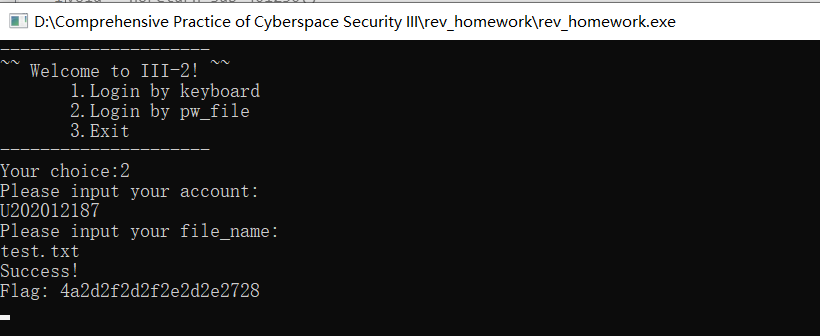 D:\Comprehensive Practice of Cyberspace Security III\rev_homework\rev_homework.exe
---------------------
~~ Welcome to III-2! ~~
1.Login by keyboard
2.Login by pw_file
3.Exit
---------------------
Your choice:2
Please input your account:
U202012187
Please input your file_name:
test.txt
Success!
Flag: 4a2d2f2d2f2e2d2e2728